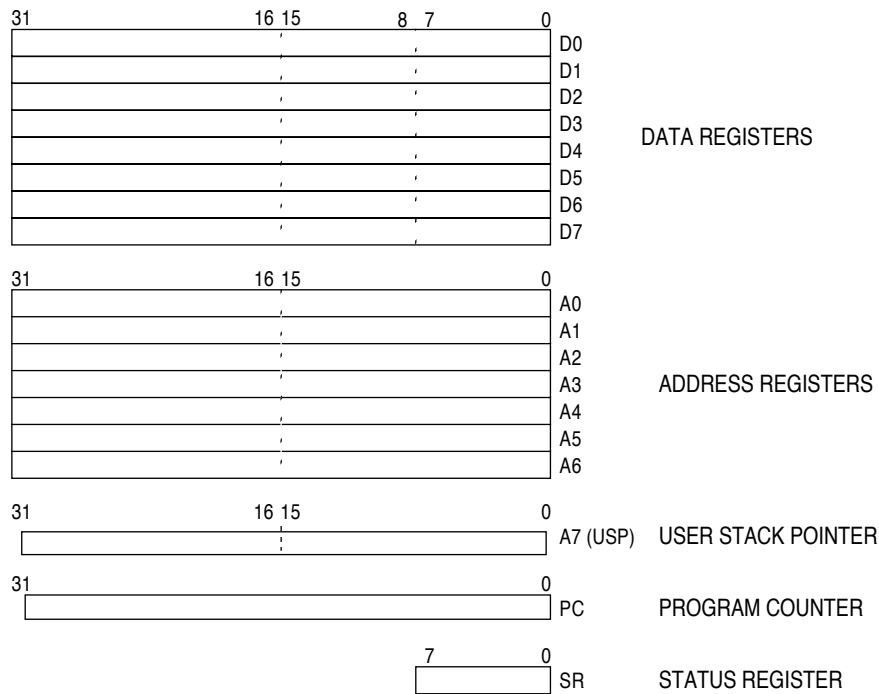 31 16 15 8 7 0
D0
D1
D2
D3
D4
D5
D6
D7
DATA REGISTERS
31 16 15 0
A0
A1
A2
A3
A4
A5
A6
ADDRESS REGISTERS
31 16 15 0
A7 (USP) USER STACK POINTER
31 0
PC PROGRAM COUNTER
7 0
SR STATUS REGISTER